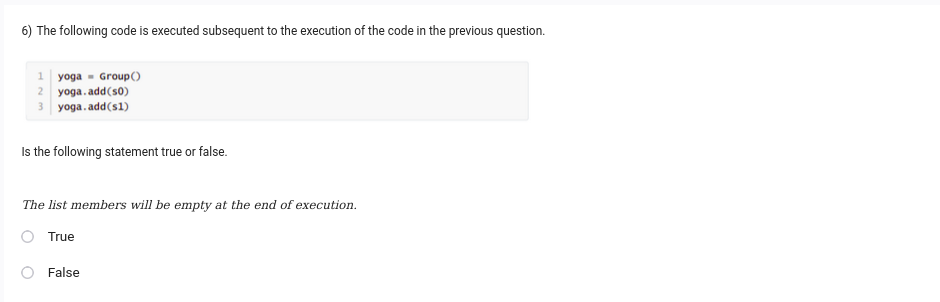 6) The following code is executed subsequent to the execution of the code in the previous question.
1 yoga = Group()
2 yoga.add(s0)
3 yoga.add(s1)
Is the following statement true or false.
The list members will be empty at the end of execution.
True
False